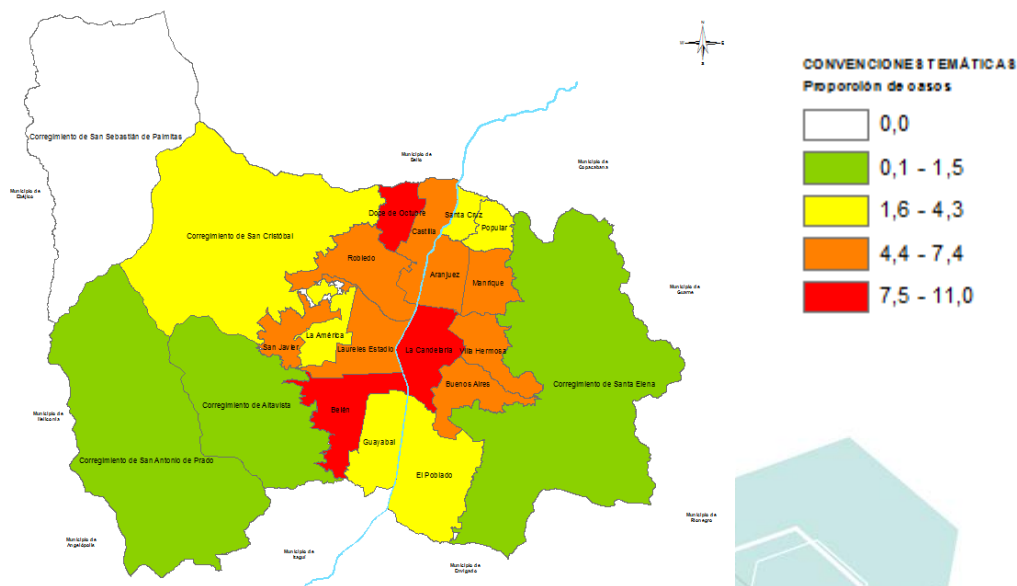 N
W
E
S
CONVENCIONES TEMÁTICAS
Proporción de casos
0,0
0,1 - 1,5
1,6 - 4,3
4,4 - 7,4
7,5 - 11,0
Corregimiento de San Sebastián de Palmitas
Municipio de
Bello
Municipio de
Copacabana
Municipio de
Ebéjico
Doce de Octubre
Santa Cruz
Popular
Castilla
Corregimiento de San Cristóbal
Robledo
Aranjuez
Manrique
Municipio de
Guarne
La América
San Javier
Laureles Estadio
La Candelaria
Villa Hermosa
Buenos Aires
Corregimiento de Santa Elena
Corregimiento de Altavista
Belén
Municipio de
Heliconia
Guayabal
Corregimiento de San Antonio de Prado
El Poblado
Municipio de
Rionegro
Municipio de
Angelópolis
Municipio de
Itaguí
Municipio de
Envigado